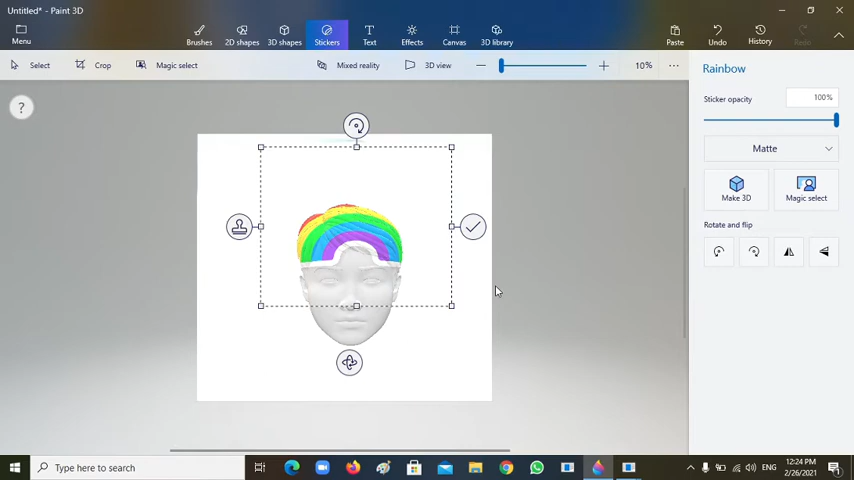 Untitled* - Paint 3D
Menu
Brushes
2D shapes
3D shapes
Stickers
Text
Effects
Canvas
3D library
Paste
Undo
History
Redo
Select
Crop
Magic select
Mixed reality
3D view
10%
?
Rainbow
Sticker opacity
100%
Matte
Make 3D
Magic select
Rotate and flip
Type here to search
ENG
12:24 PM
2/26/2021